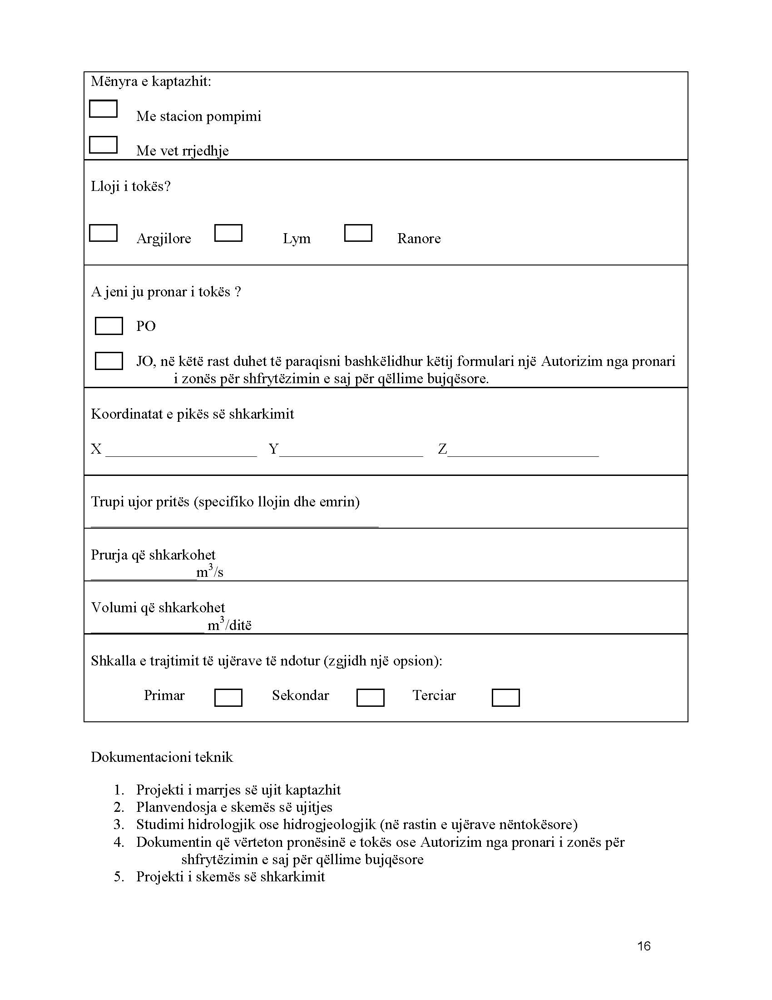 Mënyra e kaptazhit:
Me stacion pompimi
Me vet rrjedhje
Lloji i tokës?
Argjilore Lym Ranore
A jeni ju pronar i tokës ?
PO
JO, në këtë rast duhet të paraqisni bashkëlidhur këtij formulari një Autorizim nga pronari
i zonës për shfrytëzimin e saj për qëllime bujqësore.
Koordinatat e pikës së shkarkimit
X ____________________ Y___________________ Z____________________
Trupi ujor pritës (specifiko llojin dhe emrin)
______________________________________
Prurja që shkarkohet
______________m³/s
Volumi që shkarkohet
_______________ m³/ditë
Shkalla e trajtimit të ujërave të ndotur (zgjidh një opsion):
Primar Sekondar Terciar
Dokumentacioni teknik
1. Projekti i marrjes së ujit kaptazhit
2. Planvendosja e skemës së ujitjes
3. Studimi hidrologjik ose hidrogjeologjik (në rastin e ujërave nëntokësore)
4. Dokumentin që vërteton pronësinë e tokës ose Autorizim nga pronari i zonës për
shfrytëzimin e saj për qëllime bujqësore
5. Projekti i skemës së shkarkimit
16